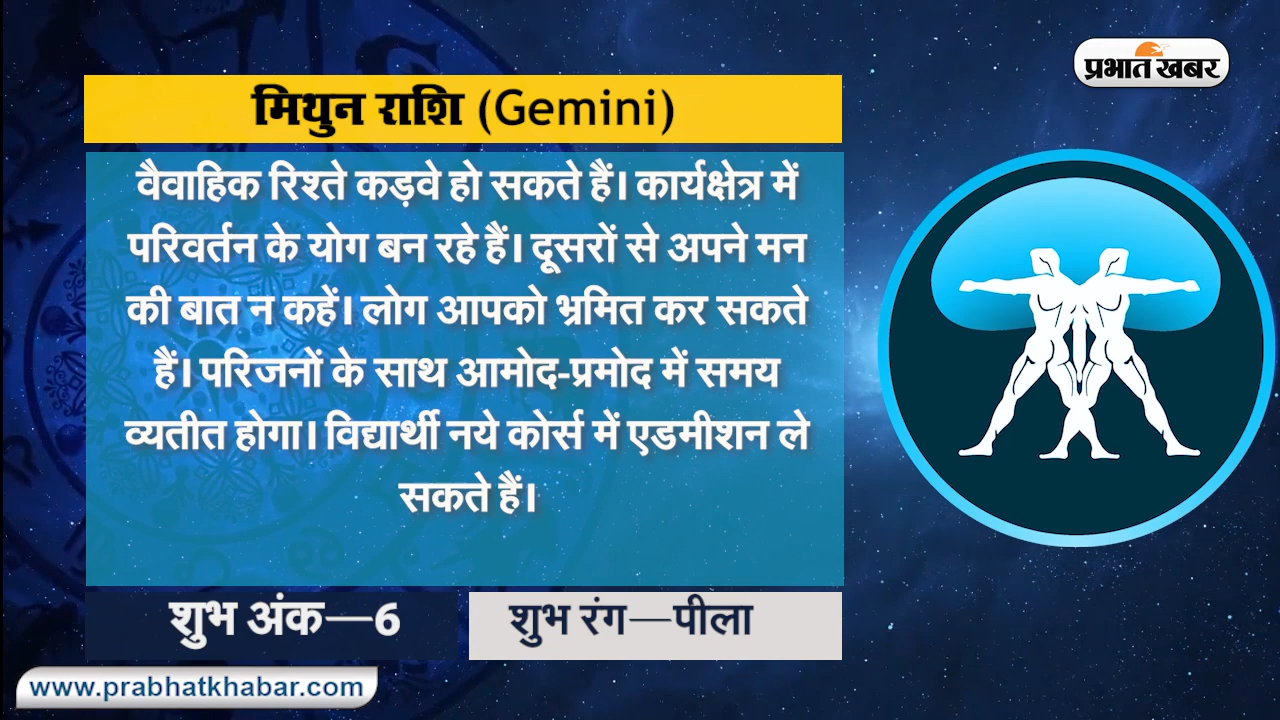 प्रभात खबर
मिथुन राशि (Gemini)
वैवाहिक रिश्ते कड़वे हो सकते हैं। कार्यक्षेत्र में
परिवर्तन के योग बन रहे हैं। दूसरों से अपने मन
की बात न कहें। लोग आपको भ्रमित कर सकते
हैं। परिजनों के साथ आमोद-प्रमोद में समय
व्यतीत होगा। विद्यार्थी नये कोर्स में एडमीशन ले
सकते हैं।
शुभ अंक—6
शुभ रंग—पीला
www.prabhatkhabar.com